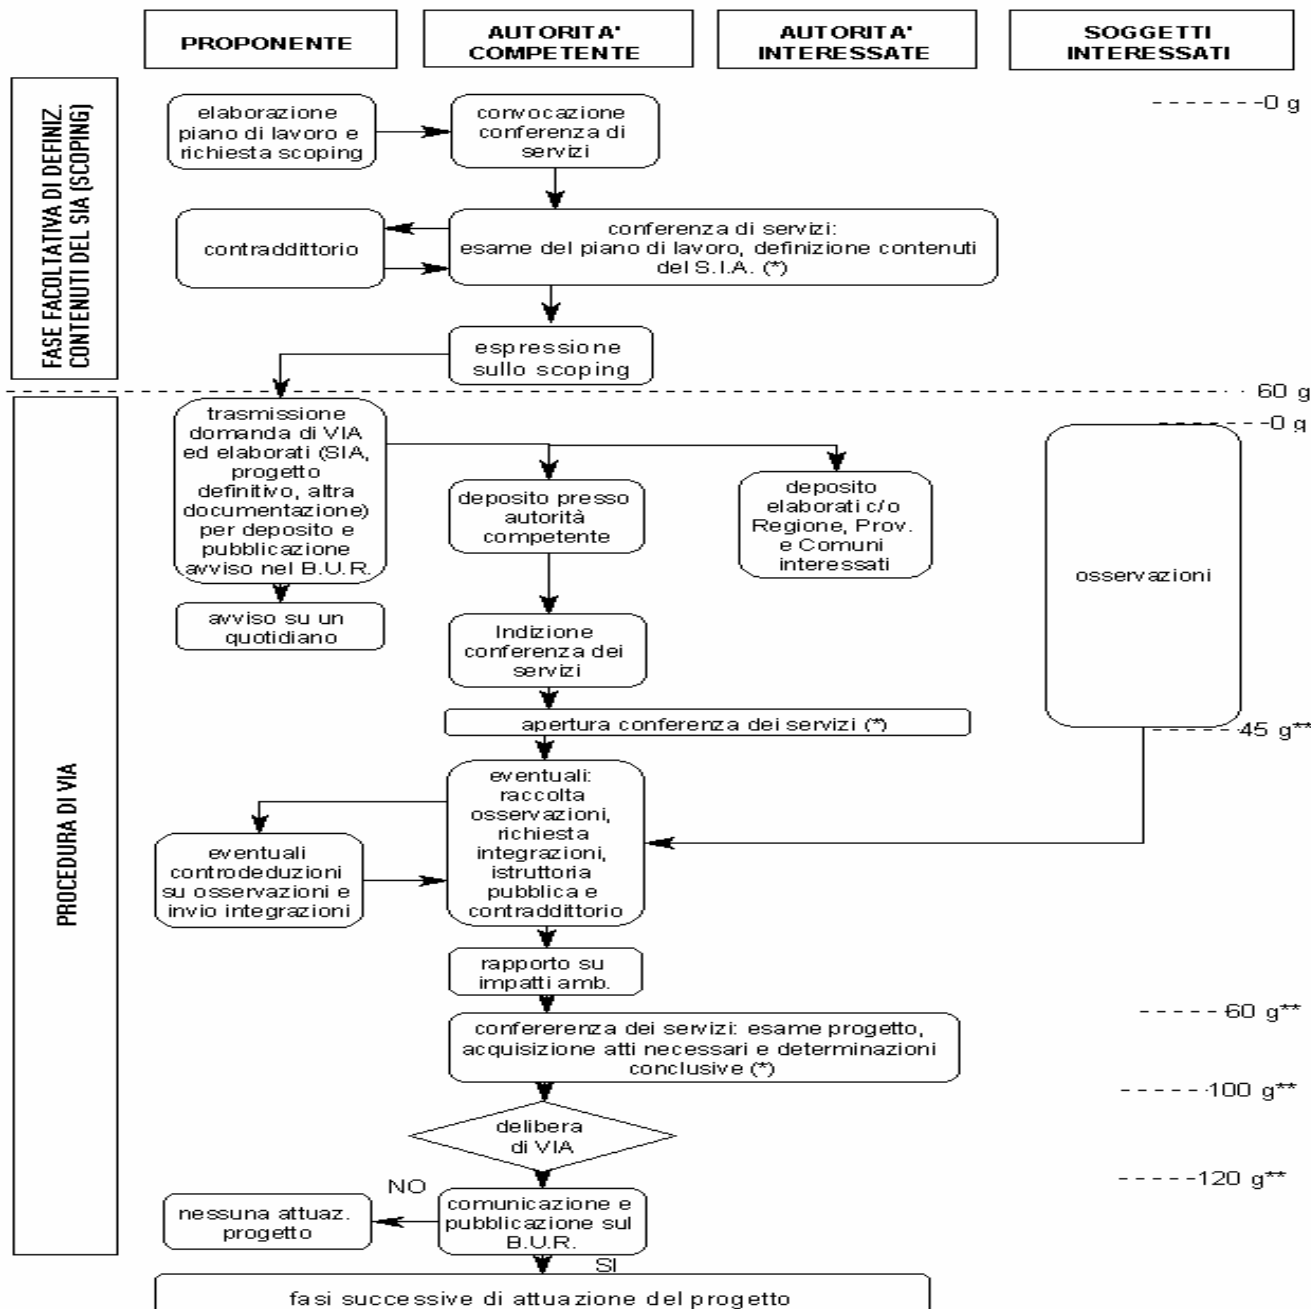 PROPONENTE
AUTORITA'
COMPETENTE
AUTORITA'
INTERESSATE
SOGGETTI
INTERESSATI
FASE FACOLTATIVA DI DEFINIZ.
CONTENUTI DEL SIA (SCOPING)
elaborazione
piano di lavoro e
richiesta scoping
convocazione
conferenza di
servizi
0 g
contraddittorio
conferenza di servizi:
esame del piano di lavoro, definizione contenuti
del S.I.A. (*)
espressione
sullo scoping
60 g
PROCEDURA DI VIA
trasmissione
domanda di VIA
ed elaborati (SIA,
progetto
definitivo, altra
documentazione)
per deposito e
pubblicazione
avviso nel B.U.R.
deposito presso
autorità
competente
deposito
elaborati c/o
Regione, Prov.
e Comuni
interessati
0 g
osservazioni
avviso su un
quotidiano
Indizione
conferenza dei
servizi
apertura conferenza dei servizi (*)
45 g**
eventuali:
raccolta
osservazioni,
richiesta
integrazioni,
istruttoria
pubblica e
contraddittorio
eventuali
controdeduzioni
su osservazioni e
invio integrazioni
rapporto su
impatti amb.
60 g**
confererenza dei servizi: esame progetto,
acquisizione atti necessari e determinazioni
conclusive (*)
100 g**
delibera
di VIA
120 g**
NO
nessuna attuaz.
progetto
comunicazione e
pubblicazione sul
B.U.R.
SI
fasi successive di attuazione del progetto